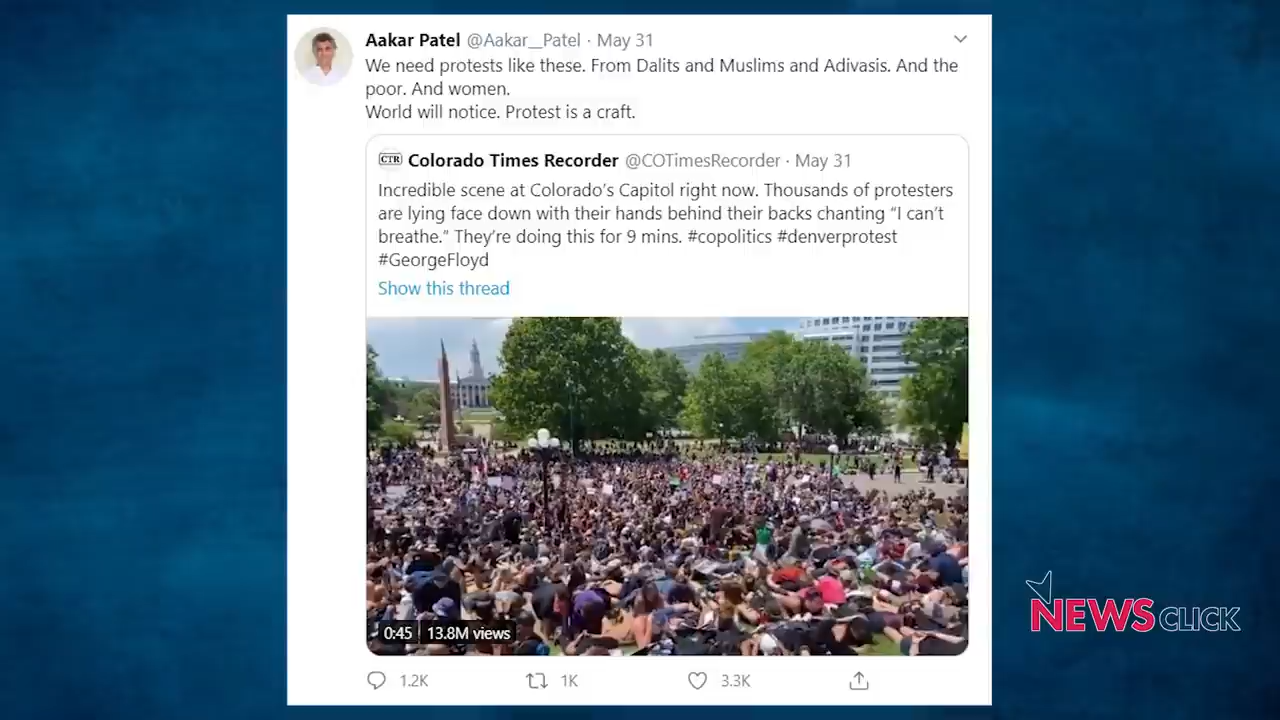 Aakar Patel @Aakar__Patel · May 31
We need protests like these. From Dalits and Muslims and Adivasis. And the
poor. And women.
World will notice. Protest is a craft.
CTR Colorado Times Recorder @COTimesRecorder · May 31
Incredible scene at Colorado's Capitol right now. Thousands of protesters
are lying face down with their hands behind their backs chanting “I can't
breathe.” They're doing this for 9 mins. #copolitics #denverprotest
#GeorgeFloyd
Show this thread
0:45 13.8M views
1.2K 1K 3.3K
NEWSCLICK